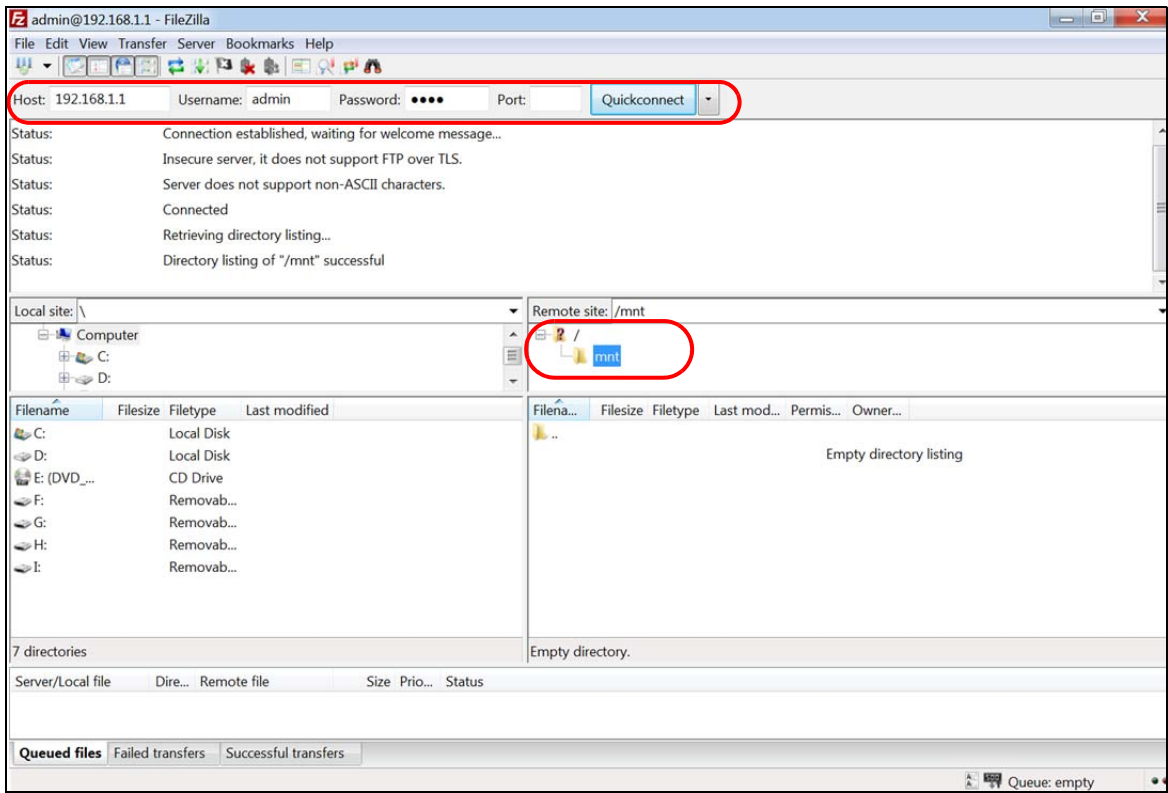 admin@192.168.1.1 - FileZilla
File Edit View Transfer Server Bookmarks Help
Host: 192.168.1.1 Username: admin Password: ●●●● Port: Quickconnect
Status: Connection established, waiting for welcome message...
Status: Insecure server, it does not support FTP over TLS.
Status: Server does not support non-ASCII characters.
Status: Connected
Status: Retrieving directory listing...
Status: Directory listing of "/mnt" successful
Local site: \
Computer
C:
D:
Remote site: /mnt
/
mnt
Filename Filesize Filetype Last modified
C: Local Disk
D: Local Disk
E: (DVD_... CD Drive
F: Removab...
G: Removab...
H: Removab...
I: Removab...
7 directories
Filena... Filesize Filetype Last mod... Permis... Owner...
..
Empty directory listing
Empty directory.
Server/Local file Dire... Remote file Size Prio... Status
Queued files Failed transfers Successful transfers
Queue: empty